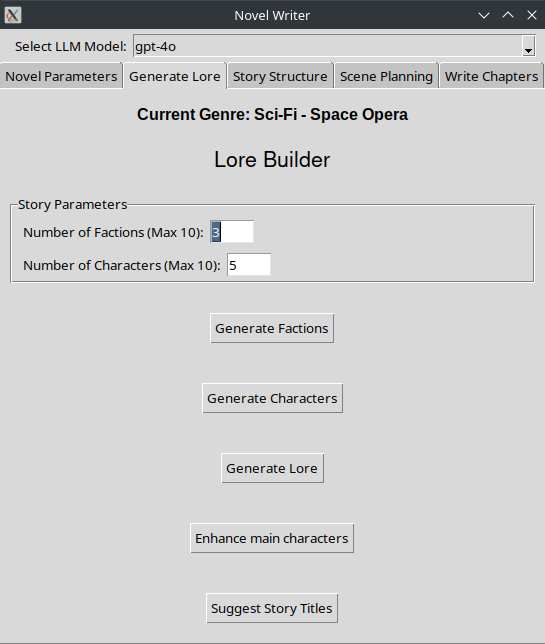 Novel Writer
Select LLM Model: gpt-4o
Novel Parameters Generate Lore Story Structure Scene Planning Write Chapters
Current Genre: Sci-Fi - Space Opera
Lore Builder
Story Parameters
Number of Factions (Max 10): 3
Number of Characters (Max 10): 5
Generate Factions
Generate Characters
Generate Lore
Enhance main characters
Suggest Story Titles